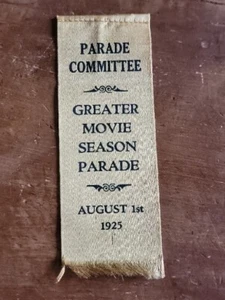 PARADE
COMMITTEE
GREATER
MOVIE
SEASON
PARADE
AUGUST 1st
1925